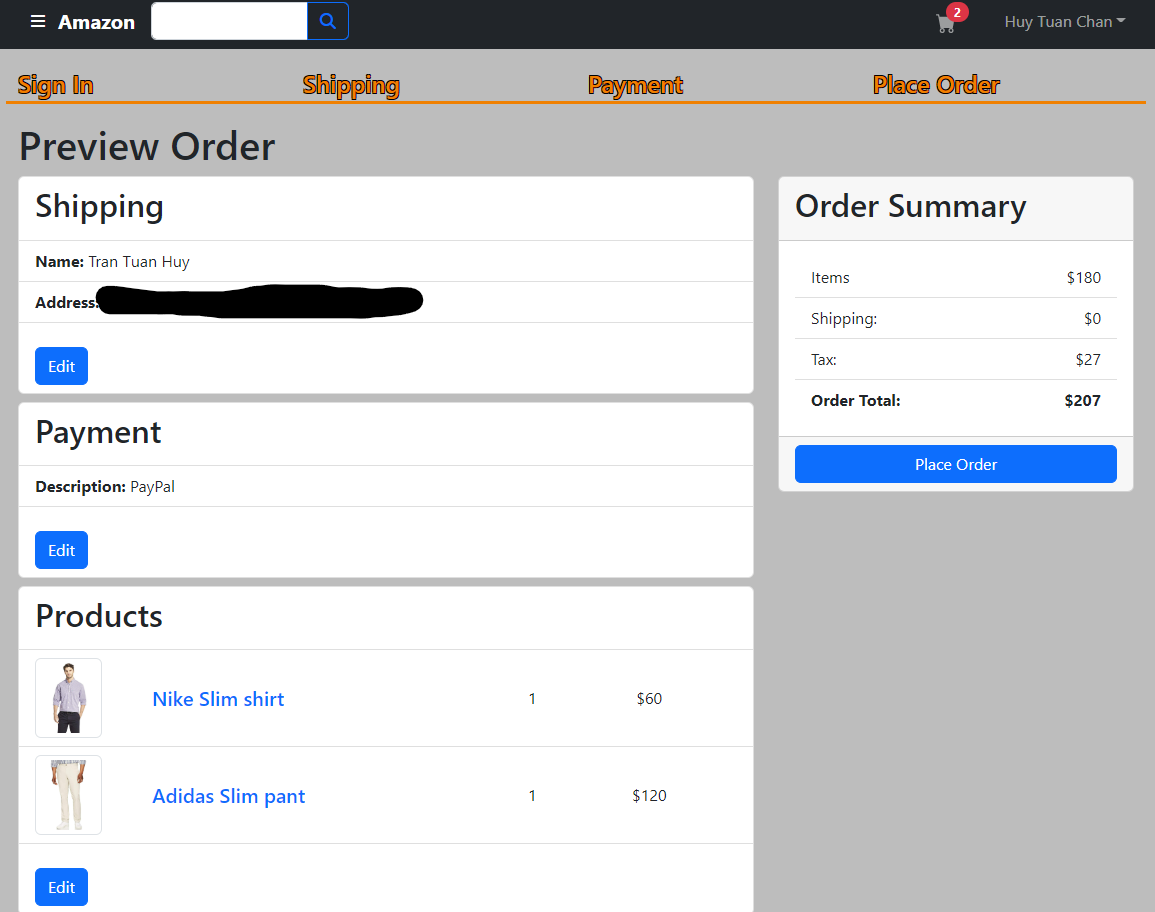 Amazon
2
Huy Tuan Chan
Sign In
Shipping
Payment
Place Order
Preview Order
Shipping
Name: Tran Tuan Huy
Address:
Edit
Payment
Description: PayPal
Edit
Products
Nike Slim shirt 1 $60
Adidas Slim pant 1 $120
Edit
Order Summary
Items $180
Shipping: $0
Tax: $27
Order Total: $207
Place Order